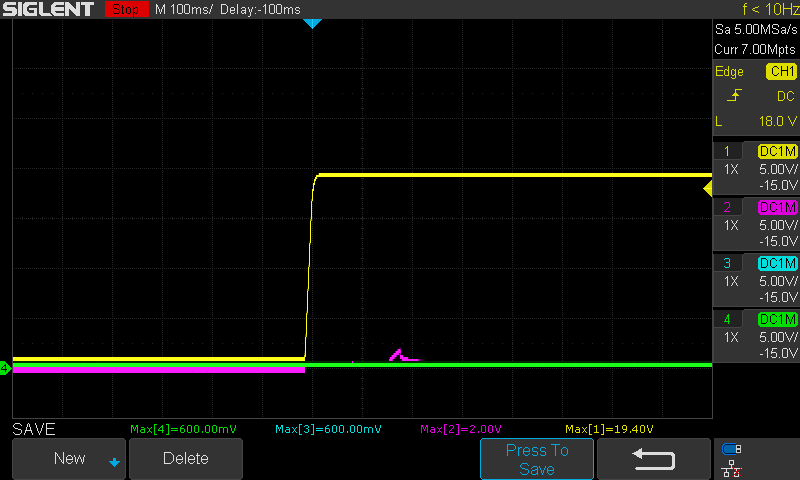 SIGLENT Stop M 100ms/ Delay:-100ms f < 10Hz
Sa 5.00MSa/s
Curr 7.00Mpts
Edge CH1
DC
L 18.0 V
1 DC1M
1X 5.00V/
-15.0V
2 DC1M
1X 5.00V/
-15.0V
3 DC1M
1X 5.00V/
-15.0V
4 DC1M
1X 5.00V/
-15.0V
4
SAVE Max[4]=600.00mV Max[3]=600.00mV Max[2]=2.00V Max[1]=19.40V
New Delete Press To
Save